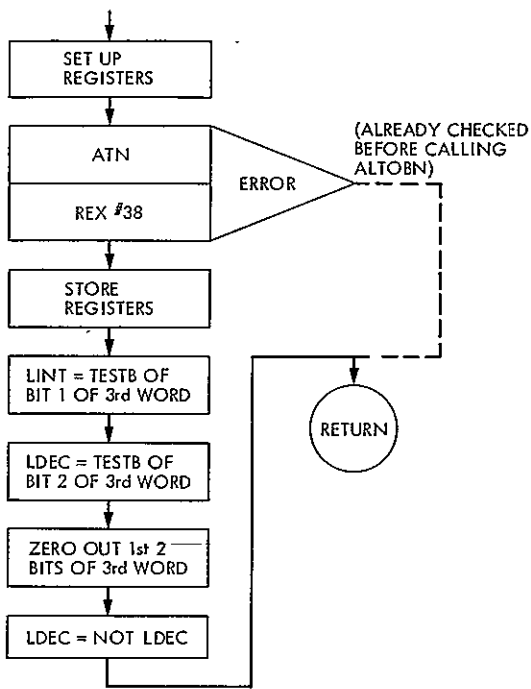 SET UP
REGISTERS
ATN
REX #38
ERROR
(ALREADY CHECKED
BEFORE CALLING
ALTOBN)
STORE
REGISTERS
LINT = TESTB OF
BIT 1 OF 3rd WORD
LDEC = TESTB OF
BIT 2 OF 3rd WORD
ZERO OUT 1st 2
BITS OF 3rd WORD
LDEC = NOT LDEC
RETURN